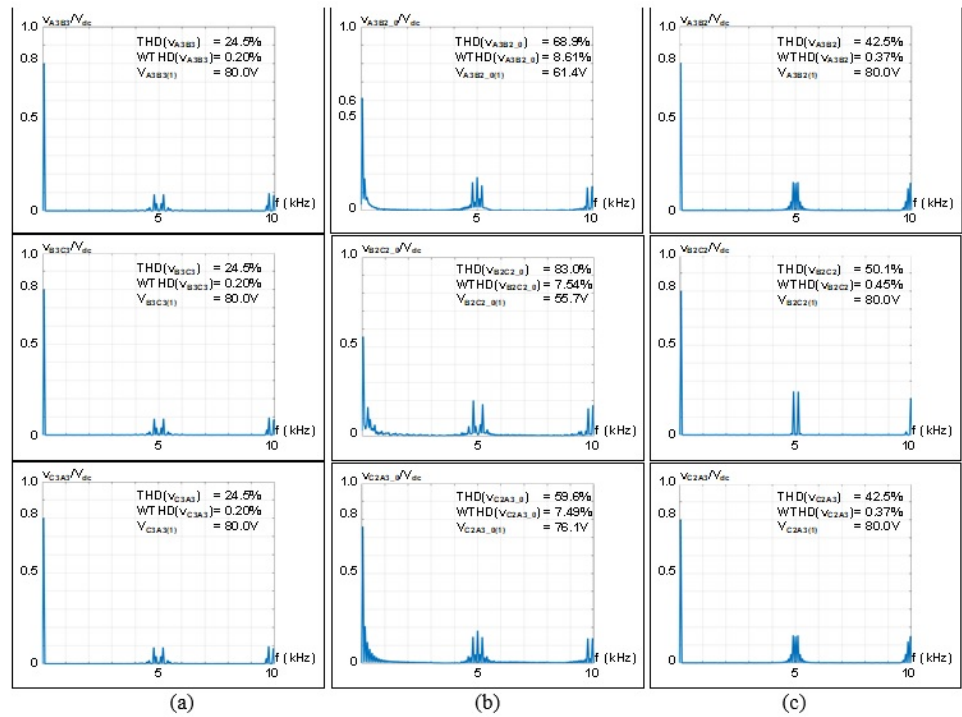 vA3B3/Vdc
1.0
THD(vA3B3) = 24.5%
WTHD(vA3B3)= 0.20%
VA3B3(1) = 80.0V
0.8
0.5
0
f (kHz)
5
10
vA3B2_0/Vdc
1.0
THD(vA3B2_0) = 68.9%
WTHD(vA3B2_0) = 8.61%
VA3B2_0(1) = 61.4V
0.6
0.5
0
f (kHz)
5
10
vA3B2/Vdc
1.0
THD(vA3B2) = 42.5%
WTHD(vA3B2)= 0.37%
VA3B2(1) = 80.0V
0.8
0.5
0
f (kHz)
5
10
vB3C3/Vdc
1.0
THD(vB3C3) = 24.5%
WTHD(vB3C3) = 0.20%
VB3C3(1) = 80.0V
0.8
0.5
0
f (kHz)
5
10
vB2C2_0/Vdc
1.0
THD(vB2C2_0) = 83.0%
WTHD(vB2C2_0) = 7.54%
VB2C2_0(1) = 55.7V
0.5
0
f (kHz)
5
10
vB2C2/Vdc
1.0
THD(vB2C2) = 50.1%
WTHD(vB2C2) = 0.45%
VB2C2(1) = 80.0V
0.8
0.5
0
f (kHz)
5
10
vC3A3/Vdc
1.0
THD(vC3A3) = 24.5%
WTHD(vC3A3) = 0.20%
VC3A3(1) = 80.0V
0.8
0.5
0
f (kHz)
5
10
vC2A3_0/Vdc
1.0
THD(vC2A3_0) = 59.6%
WTHD(vC2A3_0) = 7.49%
VC2A3_0(1) = 76.1V
0.5
0
f (kHz)
5
10
vC2A3/Vdc
1.0
THD(vC2A3) = 42.5%
WTHD(vC2A3)= 0.37%
VC2A3(1) = 80.0V
0.8
0.5
0
f (kHz)
5
10
(a)
(b)
(c)